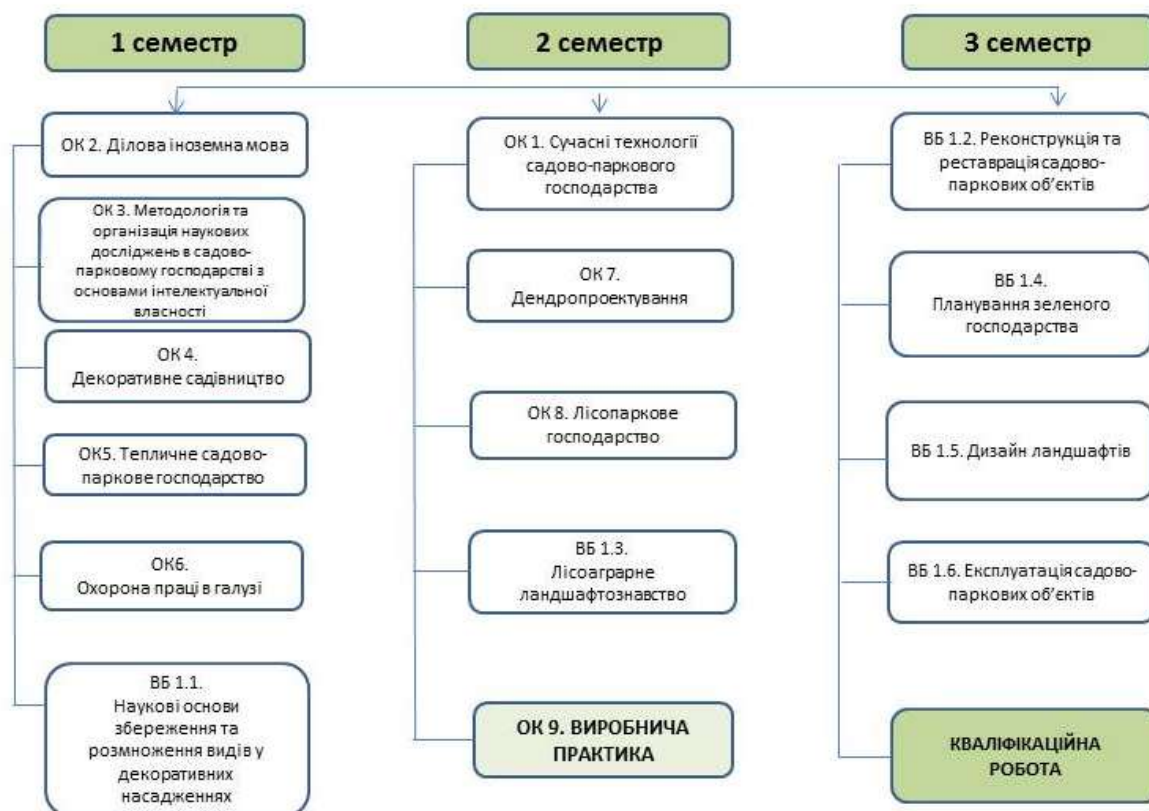 1 семестр
2 семестр
3 семестр
ОК 2. Ділова іноземна мова
ОК 3. Методологія та
організація наукових
досліджень в садово-
парковому господарстві з
основами інтелектуальної
власності
ОК 4.
Декоративне садівництво
ОК5. Тепличне садово-
паркове господарство
ОК6.
Охорона праці в галузі
ВБ 1.1.
Наукові основи
збереження та
розмноження видів у
декоративних
насадженнях
ОК 1. Сучасні технології
садово-паркового
господарства
ОК 7.
Дендропроектування
ОК 8. Лісопаркове
господарство
ВБ 1.3.
Лісоаграрне
ландшафтознавство
ОК 9. ВИРОБНИЧА
ПРАКТИКА
ВБ 1.2. Реконструкція та
реставрація садово-
паркових об’єктів
ВБ 1.4.
Планування зеленого
господарства
ВБ 1.5. Дизайн ландшафтів
ВБ 1.6. Експлуатація садово-
паркових об’єктів
КВАЛІФІКАЦІЙНА
РОБОТА